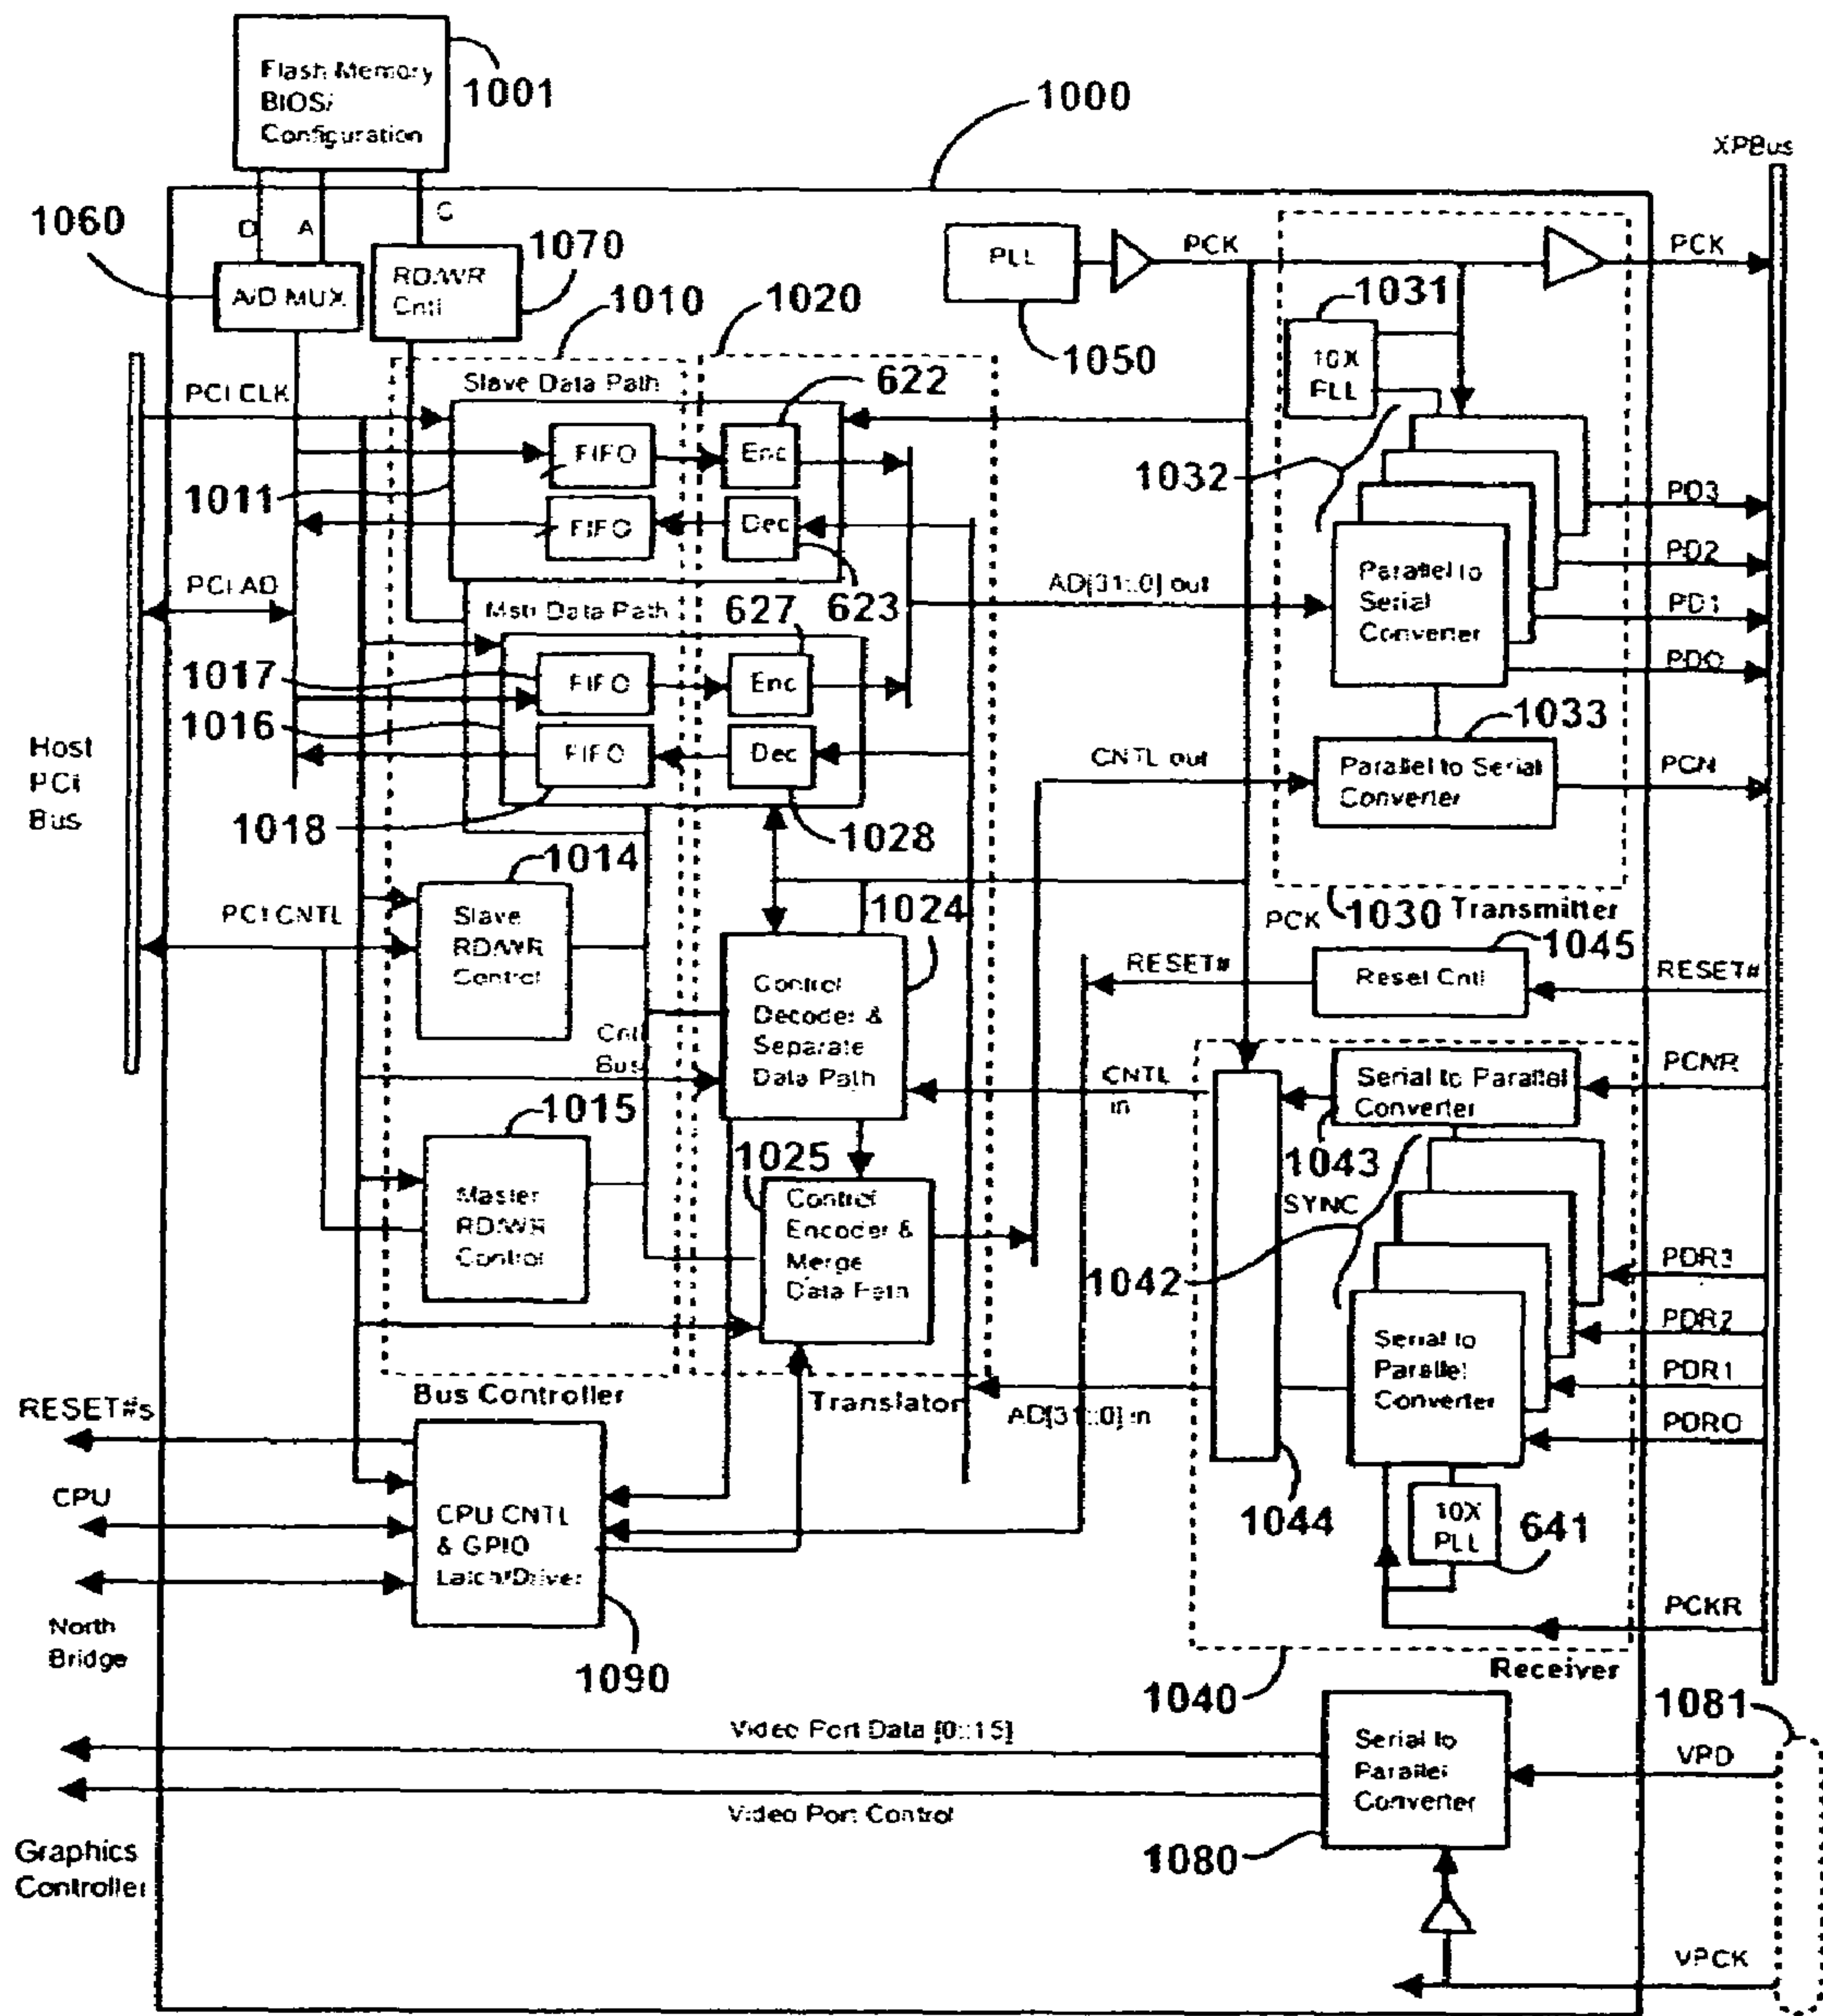 Flash Memory
BIOS/
Configuration
1001
1000
XPBus
1060
D
A
C
1070
A/D MUX
RD/WR
Cntl
1010
1020
PLL
1050
PCK
PCK
1031
10X
PLL
PCI CLK
Slave Data Path
622
FIFO
Enc
1011
FIFO
Dec
1032
PD3
PD2
PCI AD
Mstr Data Path
627
623
AD[31::0] out
Parallel to
Serial
Converter
PD1
PD0
1017
FIFO
Enc
1016
FIFO
Dec
Host
PCI
Bus
1018
1028
CNTL out
1033
Parallel to Serial
Converter
PCN
1014
PCI CNTL
Slave
RD/WR
Control
1024
PCK
1030
Transmitter
1045
RESET#
Reset Cntl
RESET#
Control
Decoder &
Separate
Data Path
Cntl
Bus
CNTL
in
Serial to Parallel
Converter
PCNR
1043
1015
Master
RD/WR
Control
1025
Control
Encoder &
Merge
Data Path
SYNC
1042
PDR3
PDR2
PDR1
PDR0
Serial to
Parallel
Converter
Bus Controller
Translator
AD[31::0] in
1044
10X
PLL
641
PCKR
RESET#s
CPU
North
Bridge
CPU CNTL
& GPIO
Latch/Driver
1090
1040
Receiver
1081
Video Port Data [0::15]
Video Port Control
Serial to
Parallel
Converter
VPD
1080
Graphics
Controller
VPCK